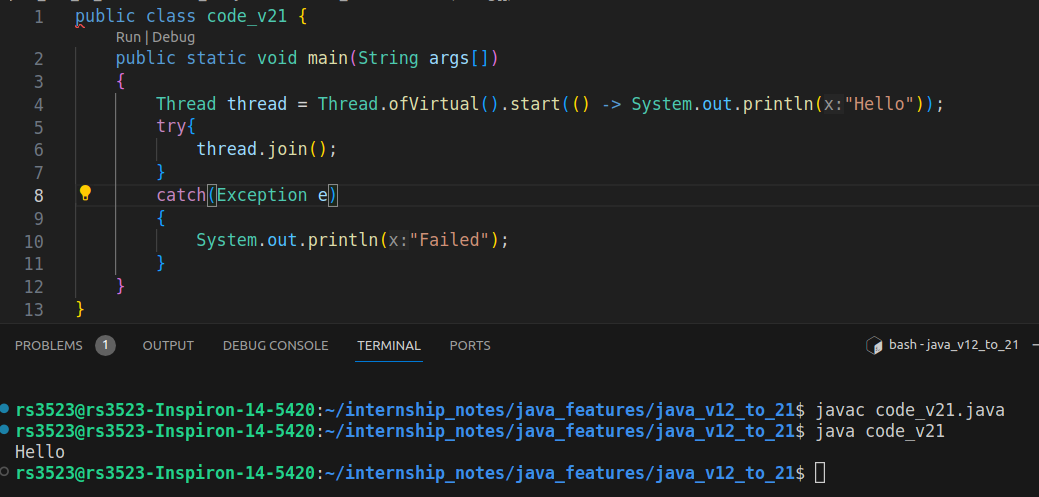 1 public class code_v21 {
Run | Debug
2 public static void main(String args[])
3 {
4 Thread thread = Thread.ofVirtual().start(() -> System.out.println(x:"Hello"));
5 try{
6 thread.join();
7 }
8 catch(Exception e)
9 {
10 System.out.println(x:"Failed");
11 }
12 }
13 }
PROBLEMS 1 OUTPUT DEBUG CONSOLE TERMINAL PORTS bash - java_v12_to_21
rs3523@rs3523-Inspiron-14-5420:~/internship_notes/java_features/java_v12_to_21$ javac code_v21.java
rs3523@rs3523-Inspiron-14-5420:~/internship_notes/java_features/java_v12_to_21$ java code_v21
Hello
rs3523@rs3523-Inspiron-14-5420:~/internship_notes/java_features/java_v12_to_21$